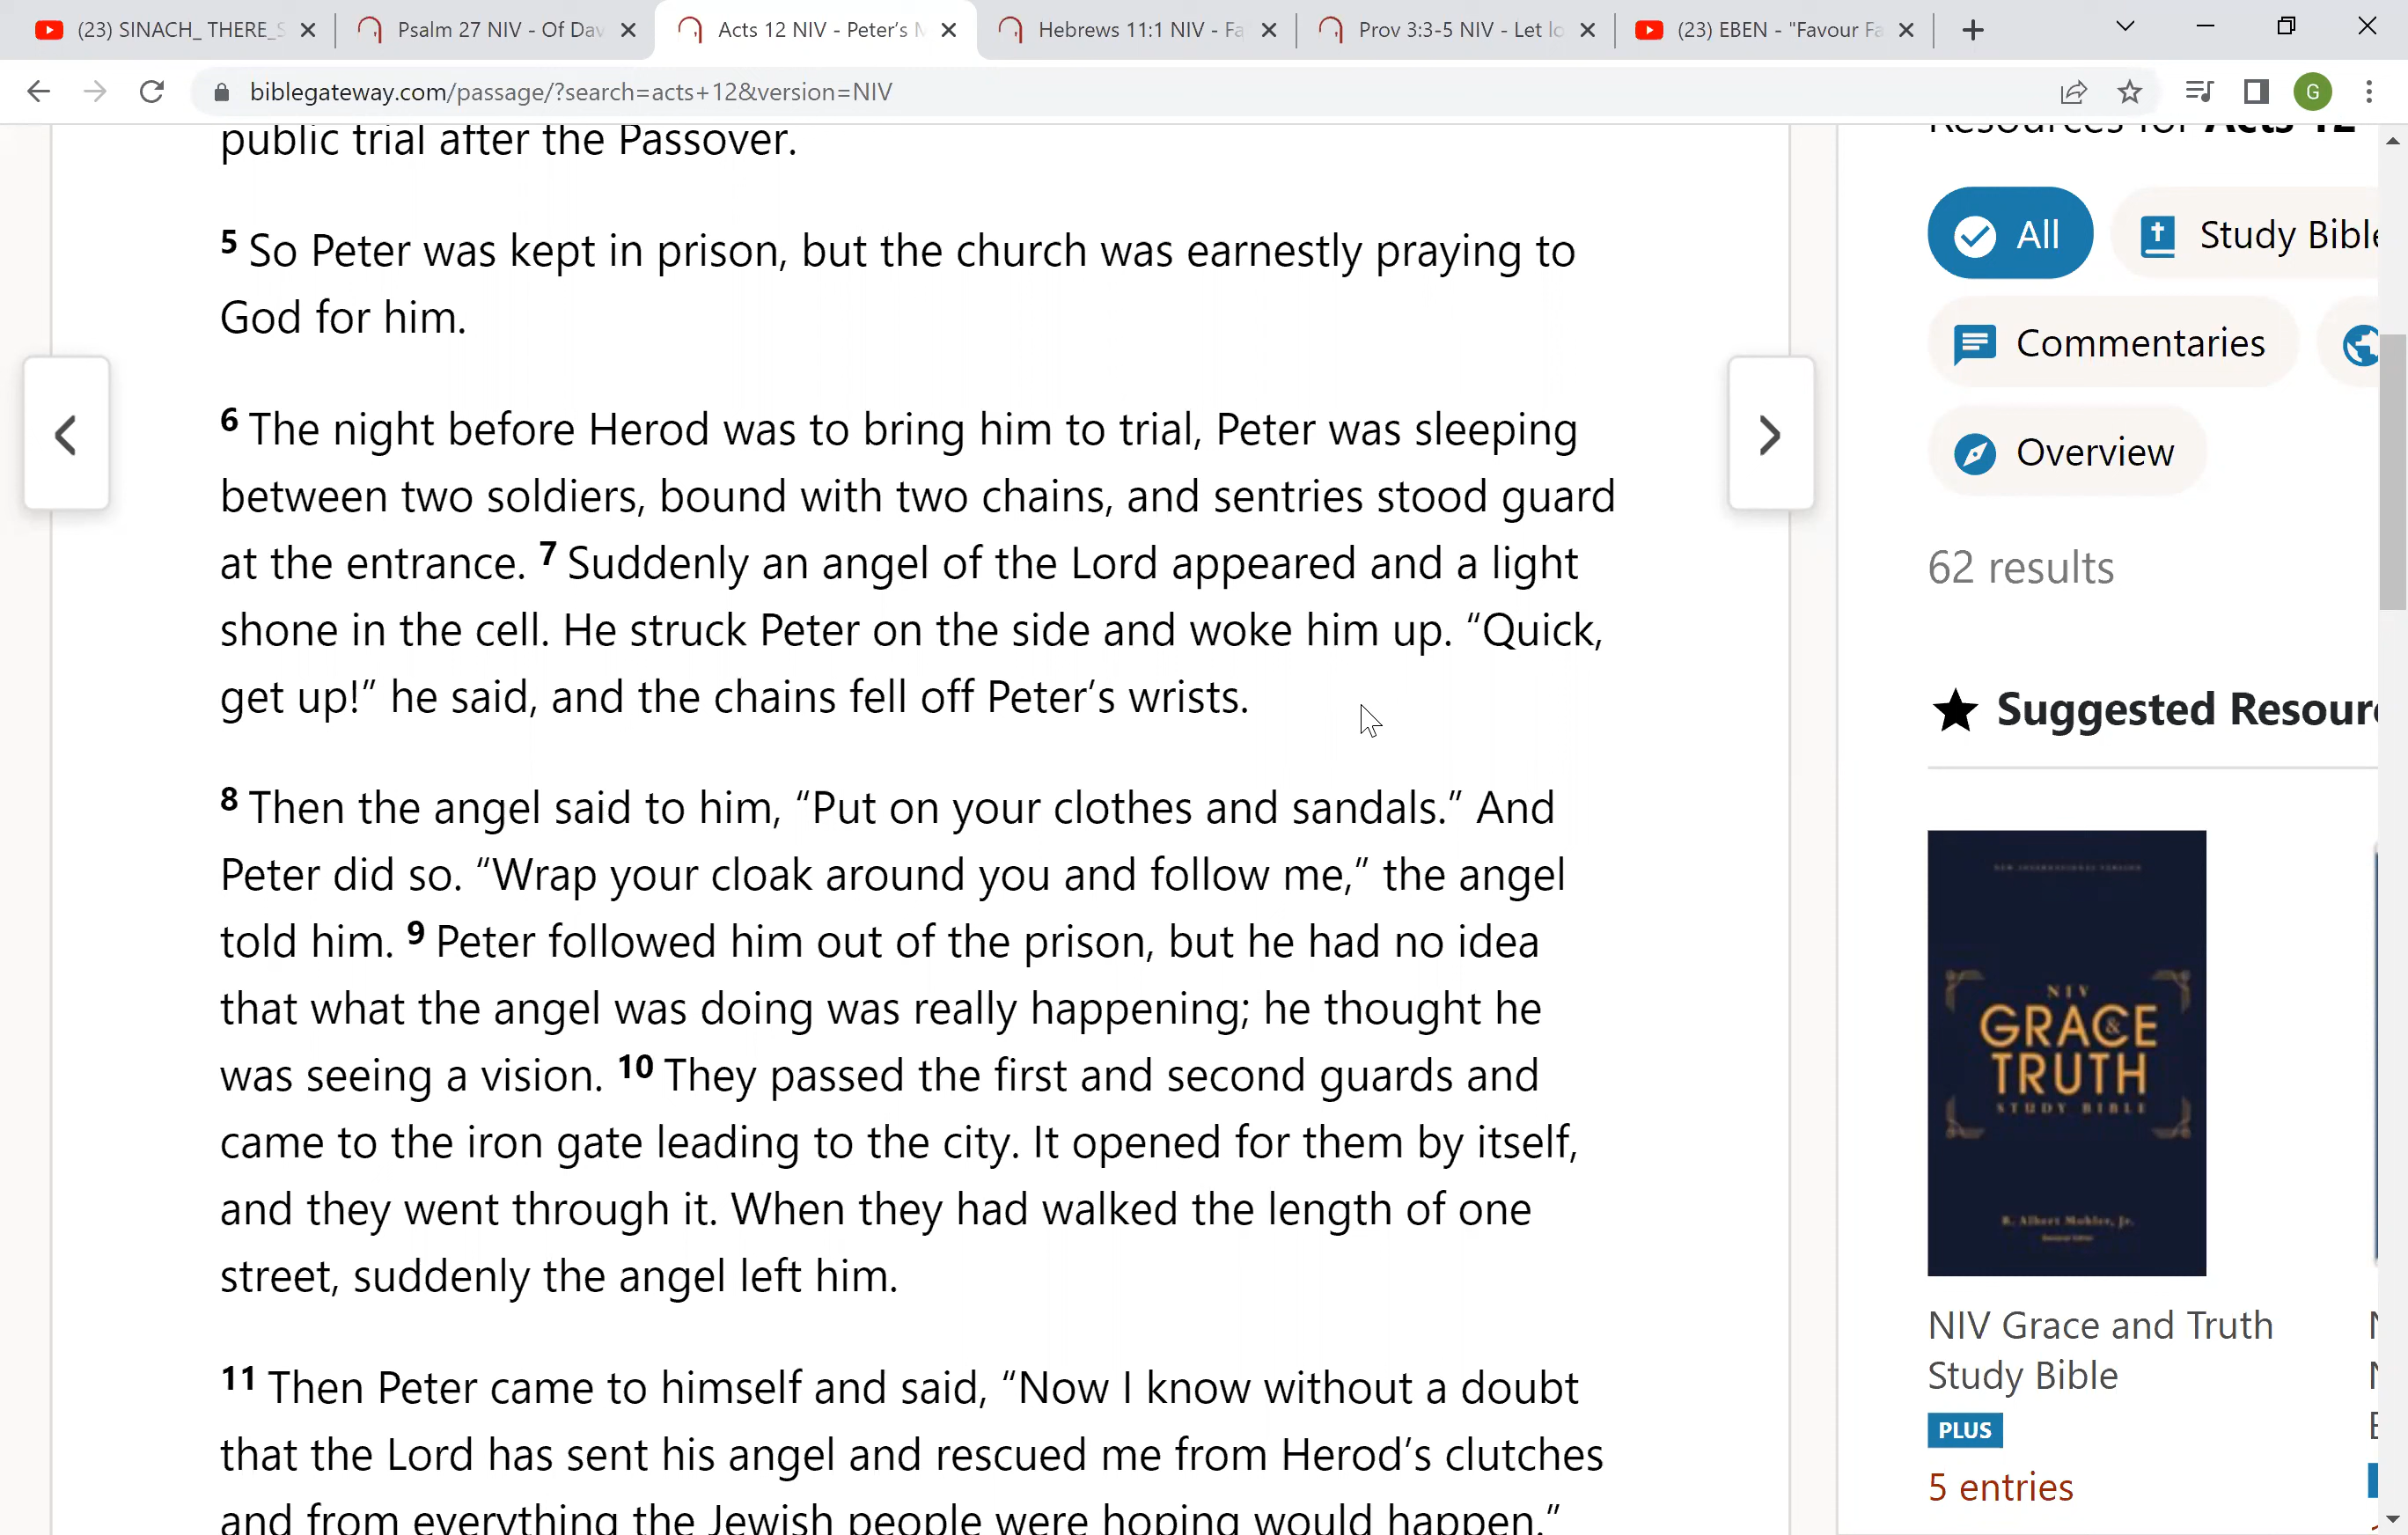 (23) SINACH_ THERE_S
Psalm 27 NIV - Of Dav
Acts 12 NIV - Peter's
Hebrews 11:1 NIV - Fa
Prov 3:3-5 NIV - Let lo
(23) EBEN - "Favour Fa
biblegateway.com/passage/?search=acts+12&version=NIV
G
public trial after the Passover.
5 So Peter was kept in prison, but the church was earnestly praying to
God for him.
6 The night before Herod was to bring him to trial, Peter was sleeping
between two soldiers, bound with two chains, and sentries stood guard
at the entrance. 7 Suddenly an angel of the Lord appeared and a light
shone in the cell. He struck Peter on the side and woke him up. “Quick,
get up!” he said, and the chains fell off Peter’s wrists.
8 Then the angel said to him, “Put on your clothes and sandals.” And
Peter did so. “Wrap your cloak around you and follow me,” the angel
told him. 9 Peter followed him out of the prison, but he had no idea
that what the angel was doing was really happening; he thought he
was seeing a vision. 10 They passed the first and second guards and
came to the iron gate leading to the city. It opened for them by itself,
and they went through it. When they had walked the length of one
street, suddenly the angel left him.
11 Then Peter came to himself and said, “Now I know without a doubt
that the Lord has sent his angel and rescued me from Herod’s clutches
and from everything the Jewish people were hoping would happen.”
Resources for Acts 12
All
Study Bible
Commentaries
Overview
62 results
Suggested Resour
NEW INTERNATIONAL VERSION
NIV
GRACE
&
TRUTH
STUDY BIBLE
R. Albert Mohler, Jr.
General Editor
NIV Grace and Truth
Study Bible
PLUS
5 entries